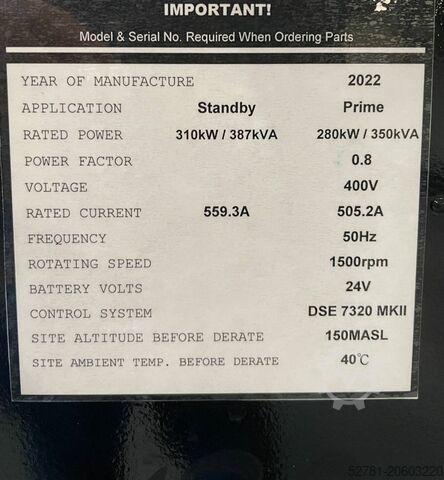 IMPORTANT!
Model & Serial No. Required When Ordering Parts
YEAR OF MANUFACTURE 2022
APPLICATION Standby Prime
RATED POWER 310kW / 387kVA 280kW / 350kVA
POWER FACTOR 0.8
VOLTAGE 400V
RATED CURRENT 559.3A 505.2A
FREQUENCY 50Hz
ROTATING SPEED 1500rpm
BATTERY VOLTS 24V
CONTROL SYSTEM DSE 7320 MKII
SITE ALTITUDE BEFORE DERATE 150MASL
SITE AMBIENT TEMP. BEFORE DERATE 40℃
52781-20603220